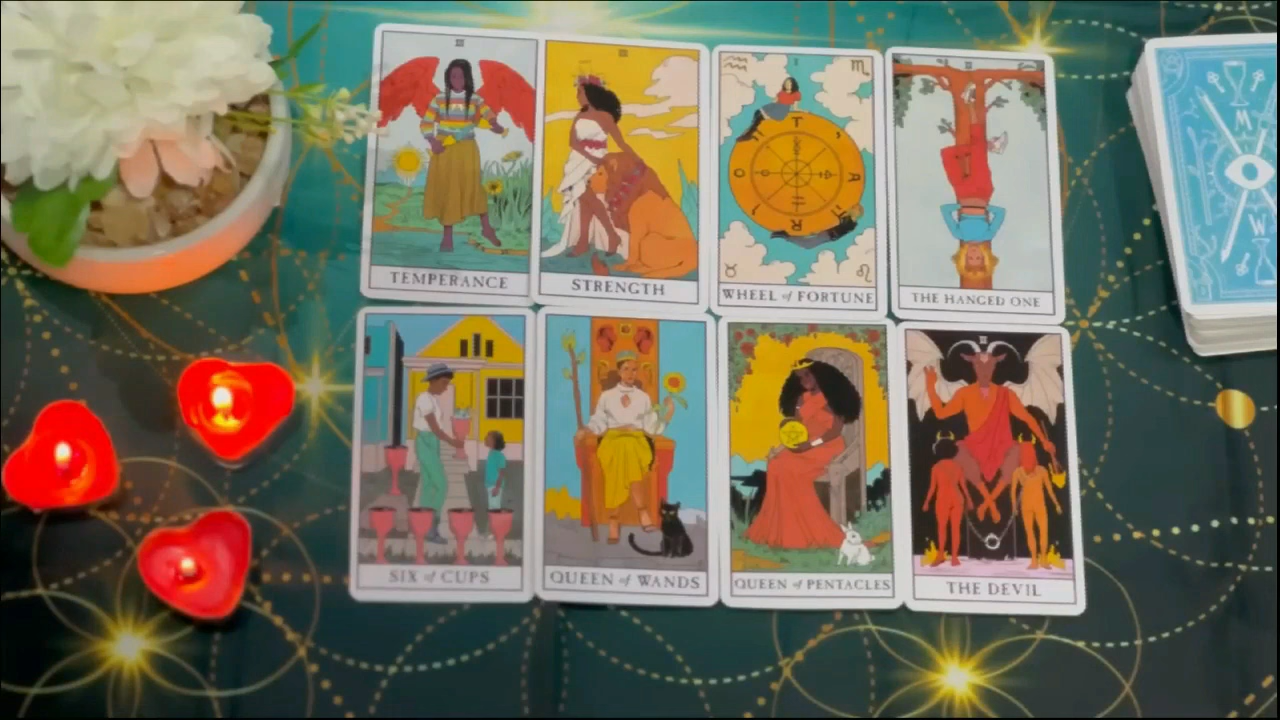 TEMPERANCE
STRENGTH
WHEEL of FORTUNE
THE HANGED ONE
SIX of CUPS
QUEEN of WANDS
QUEEN of PENTACLES
THE DEVIL
T
A
R
O
M
W